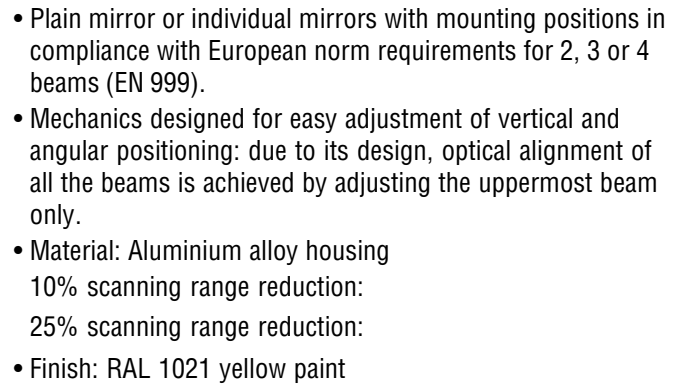 • Plain mirror or individual mirrors with mounting positions in
compliance with European norm requirements for 2, 3 or 4
beams (EN 999).
• Mechanics designed for easy adjustment of vertical and
angular positioning: due to its design, optical alignment of
all the beams is achieved by adjusting the uppermost beam
only.
• Material: Aluminium alloy housing
10% scanning range reduction:
25% scanning range reduction:
• Finish: RAL 1021 yellow paint